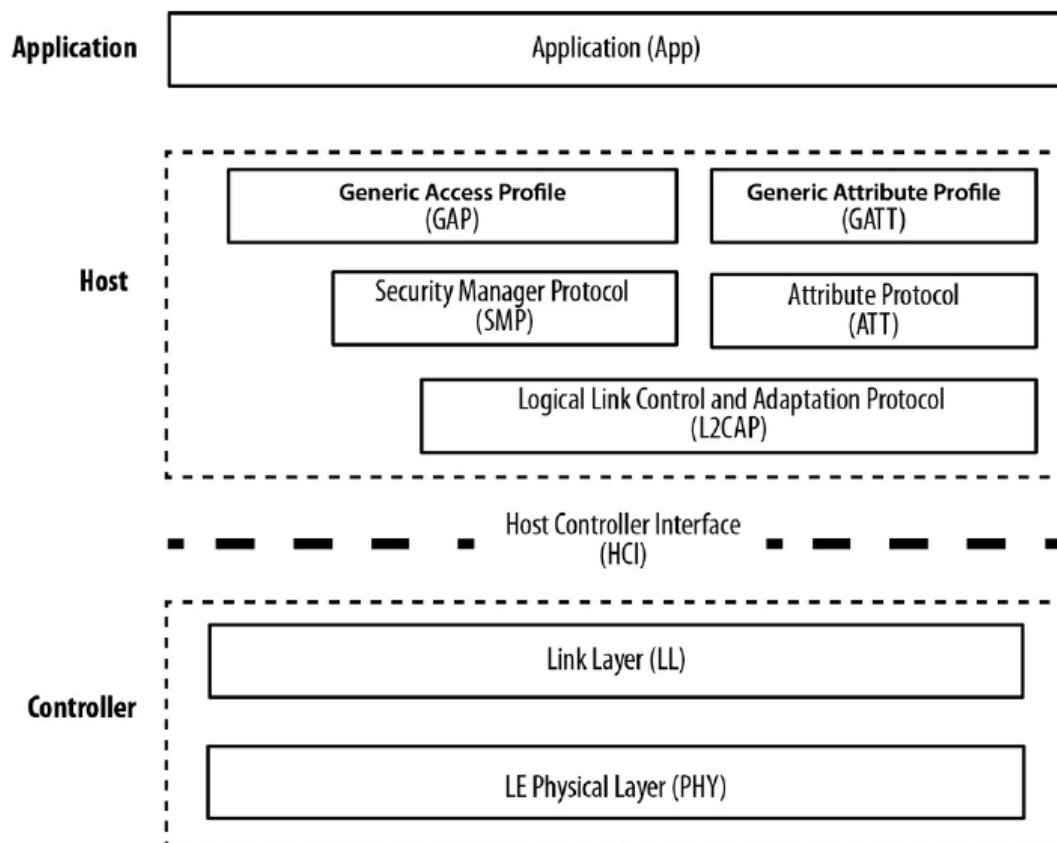 Application
Application (App)
Host
Generic Access Profile
(GAP)
Generic Attribute Profile
(GATT)
Security Manager Protocol
(SMP)
Attribute Protocol
(ATT)
Logical Link Control and Adaptation Protocol
(L2CAP)
Host Controller Interface
(HCI)
Controller
Link Layer (LL)
LE Physical Layer (PHY)